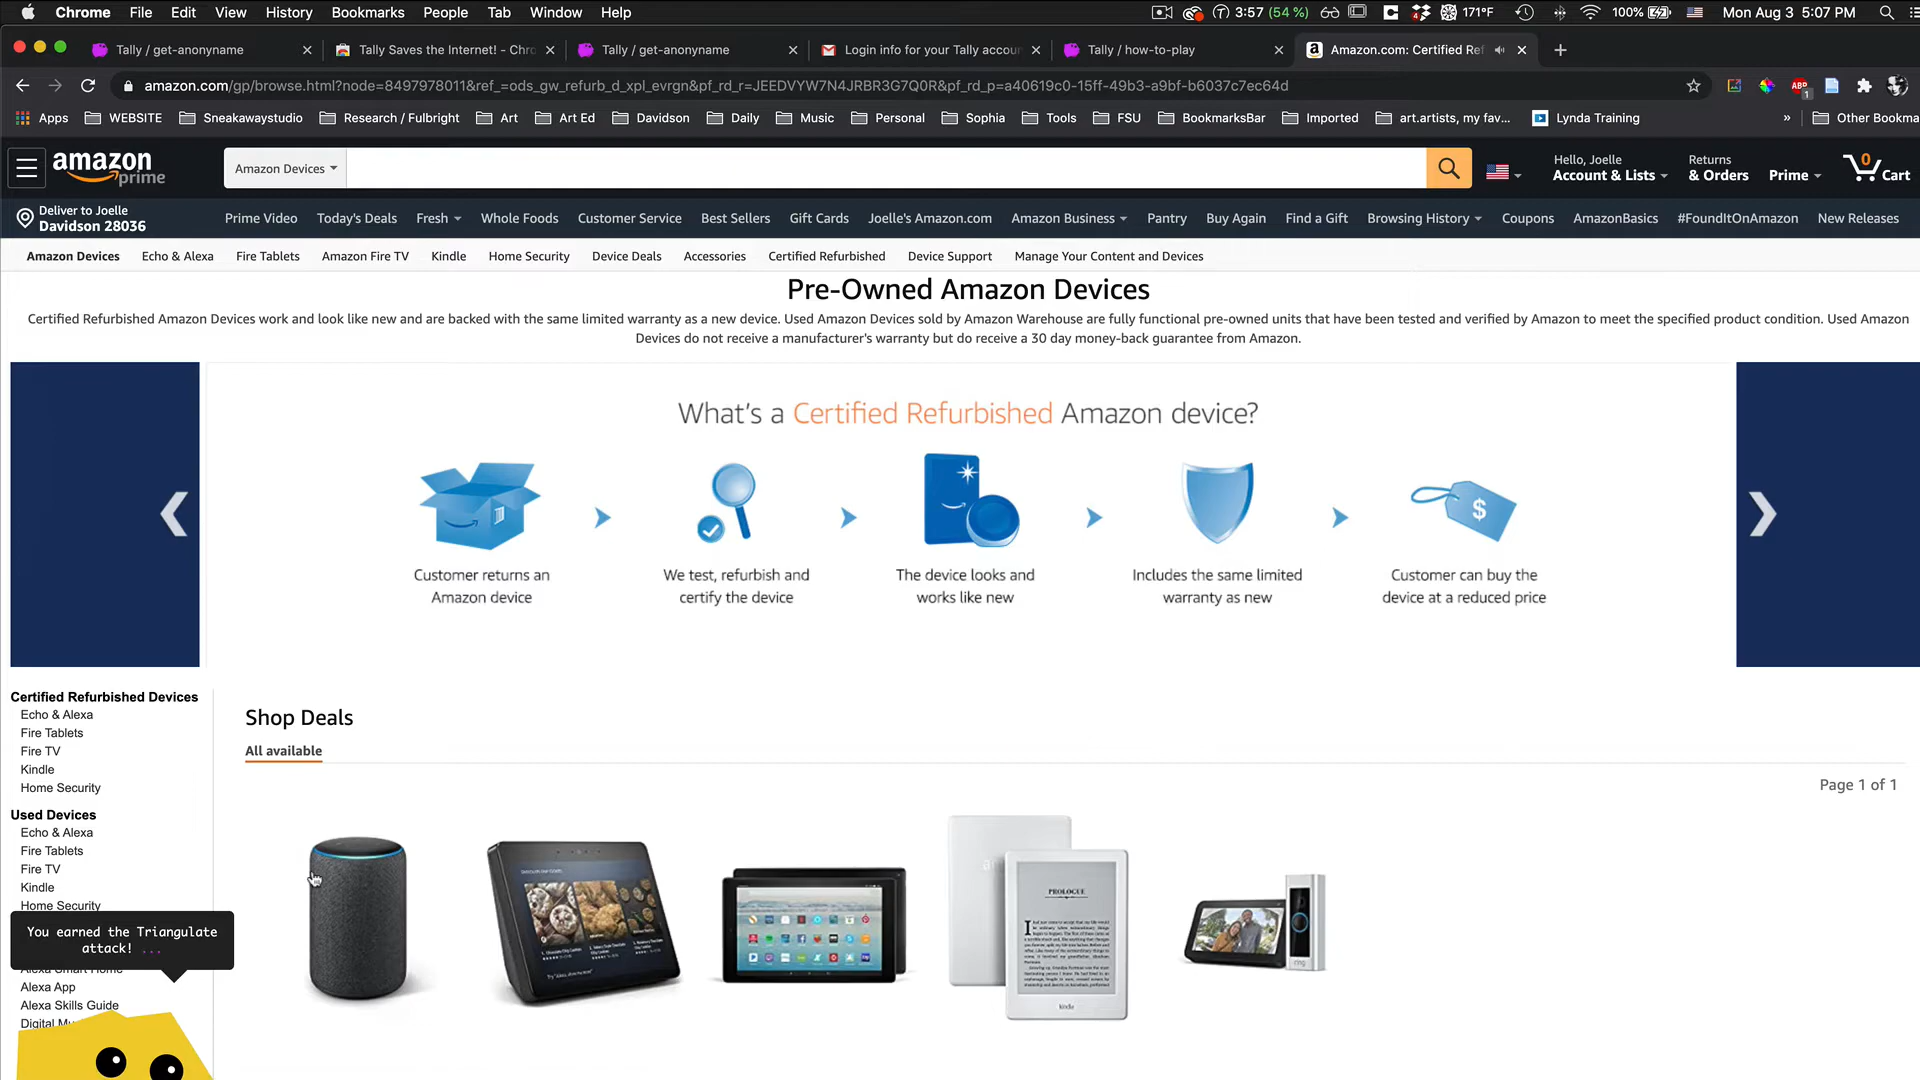 Chrome File Edit View History Bookmarks People Tab Window Help 3:57 (54 %) 171°F 100% Mon Aug 3 5:07 PM
Tally / get-anonyname Tally Saves the Internet! - Chro Tally / get-anonyname Login info for your Tally accoun Tally / how-to-play Amazon.com: Certified Ref
amazon.com/gp/browse.html?node=8497978011&ref_=ods_gw_refurb_d_xpl_evrgn&pf_rd_r=JEEDVYW7N4JRBR3G7Q0R&pf_rd_p=a40619c0-15ff-49b3-a9bf-b6037c7ec64d ABP 1
Apps WEBSITE Sneakawaystudio Research / Fulbright Art Art Ed Davidson Daily Music Personal Sophia Tools FSU BookmarksBar Imported art.artists, my fav... Lynda Training » Other Bookma
amazon prime
Amazon Devices
Hello, Joelle
Account & Lists
Returns
& Orders
Prime
0 Cart
Deliver to Joelle
Davidson 28036
Prime Video Today's Deals Fresh Whole Foods Customer Service Best Sellers Gift Cards Joelle's Amazon.com Amazon Business Pantry Buy Again Find a Gift Browsing History Coupons AmazonBasics #FoundItOnAmazon New Releases
Amazon Devices Echo & Alexa Fire Tablets Amazon Fire TV Kindle Home Security Device Deals Accessories Certified Refurbished Device Support Manage Your Content and Devices
Pre-Owned Amazon Devices
Certified Refurbished Amazon Devices work and look like new and are backed with the same limited warranty as a new device. Used Amazon Devices sold by Amazon Warehouse are fully functional pre-owned units that have been tested and verified by Amazon to meet the specified product condition. Used Amazon
Devices do not receive a manufacturer's warranty but do receive a 30 day money-back guarantee from Amazon.
What's a Certified Refurbished Amazon device?
Customer returns an
Amazon device
We test, refurbish and
certify the device
The device looks and
works like new
Includes the same limited
warranty as new
$
Customer can buy the
device at a reduced price
Certified Refurbished Devices
Echo & Alexa
Fire Tablets
Fire TV
Kindle
Home Security
Used Devices
Echo & Alexa
Fire Tablets
Fire TV
Kindle
Home Security
You earned the Triangulate
attack! ...
Alexa Smart Home
Alexa App
Alexa Skills Guide
Digital Mu
Shop Deals
All available
Page 1 of 1
PROLOGUE
kindle
ring